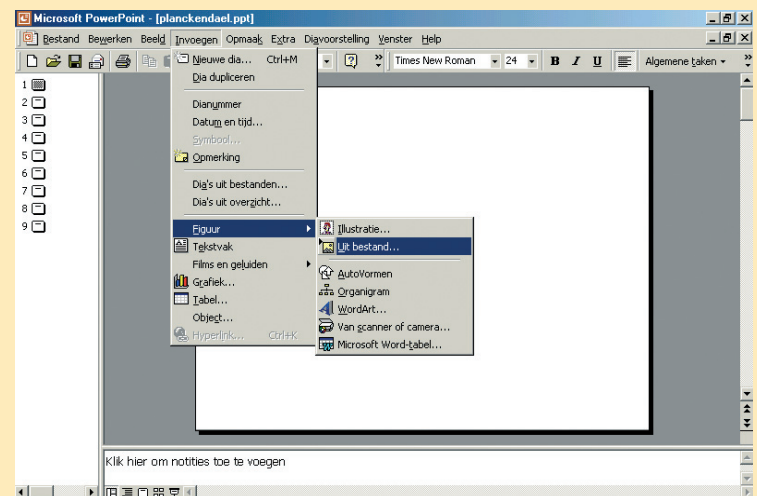 Microsoft PowerPoint - [planckendael.ppt]
Bestand Bewerken Beeld Invoegen Opmaak Extra Diavoorstelling Venster Help
Times New Roman 24 B I U Algemene taken
1
2
3
4
5
6
7
8
9
Nieuwe dia... Ctrl+M
Dia dupliceren
Dianummer
Datum en tijd...
Symbool...
Opmerking
Dia's uit bestanden...
Dia's uit overzicht...
Figuur
Tekstvak
Films en geluiden
Grafiek...
Tabel...
Object...
Hyperlink... Ctrl+K
Illustratie...
Uit bestand...
AutoVormen
Organigram
WordArt...
Van scanner of camera...
Microsoft Word-tabel...
Klik hier om notities toe te voegen